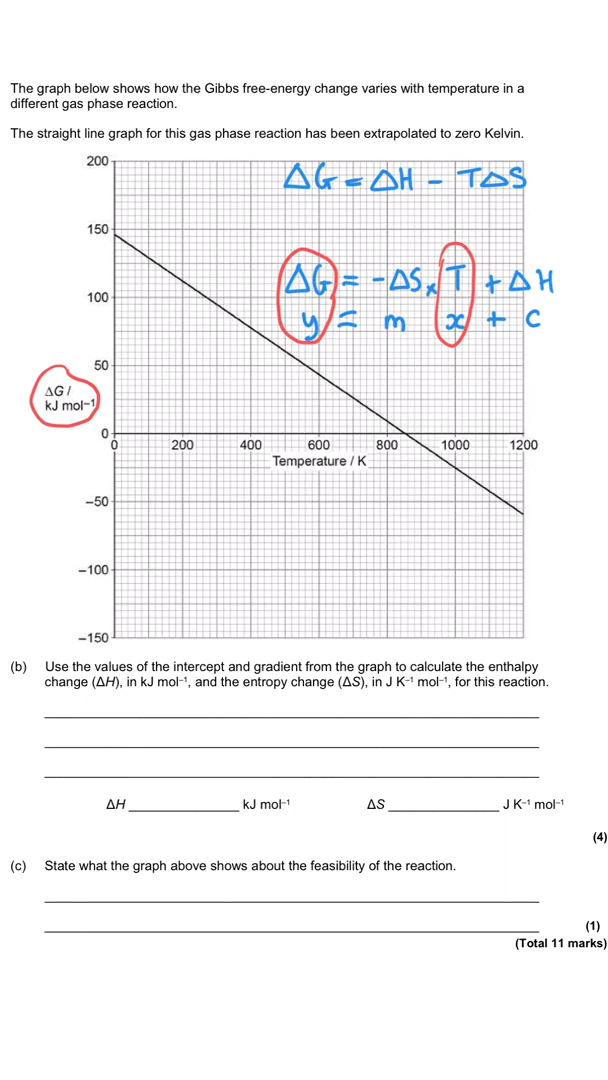 The graph below shows how the Gibbs free-energy change varies with temperature in a
different gas phase reaction.
The straight line graph for this gas phase reaction has been extrapolated to zero Kelvin.
200
ΔG = ΔH - TΔS
150
ΔG = -ΔS x T + ΔH
100
y = m x + c
50
ΔG /
kJ mol⁻¹
0
0 200 400 600 800 1000 1200
Temperature / K
−50
−100
−150
(b) Use the values of the intercept and gradient from the graph to calculate the enthalpy
change (ΔH), in kJ mol⁻¹, and the entropy change (ΔS), in J K⁻¹ mol⁻¹, for this reaction.
ΔH ______________ kJ mol⁻¹ ΔS ______________ J K⁻¹ mol⁻¹
(4)
(c) State what the graph above shows about the feasibility of the reaction.
(1)
(Total 11 marks)